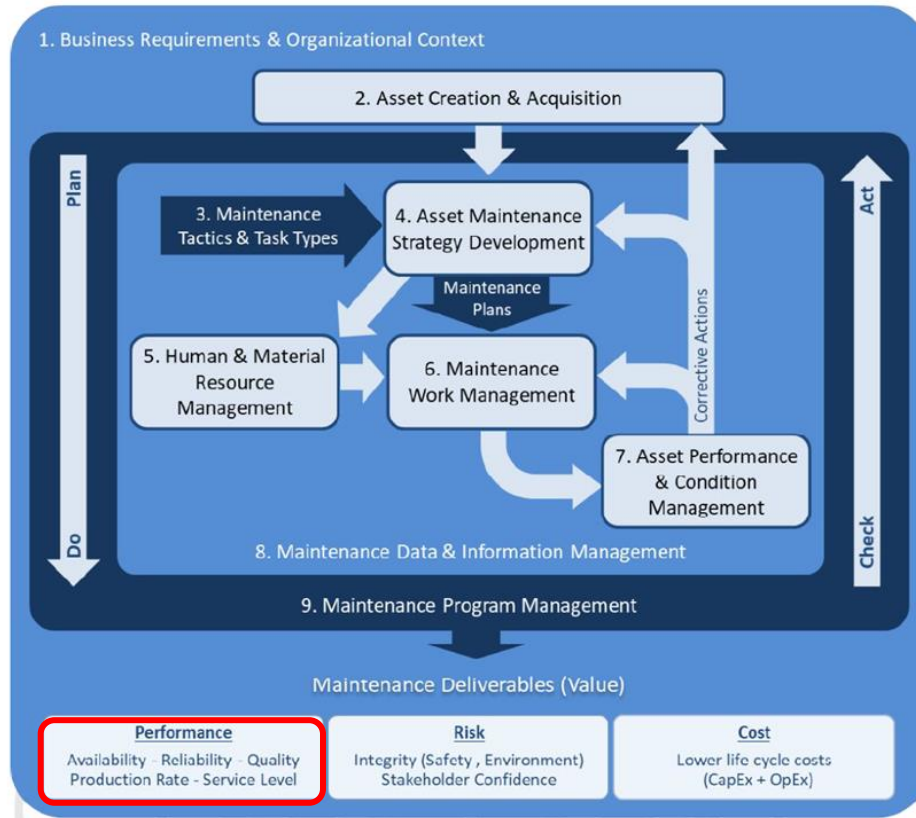 1. Business Requirements & Organizational Context
2. Asset Creation & Acquisition
Plan
Act
3. Maintenance
Tactics & Task Types
4. Asset Maintenance
Strategy Development
Maintenance
Plans
5. Human & Material
Resource
Management
6. Maintenance
Work Management
Corrective Actions
7. Asset Performance
& Condition
Management
Do
Check
8. Maintenance Data & Information Management
9. Maintenance Program Management
Maintenance Deliverables (Value)
Performance
Availability - Reliability - Quality
Production Rate - Service Level
Risk
Integrity (Safety , Environment)
Stakeholder Confidence
Cost
Lower life cycle costs
(CapEx + OpEx)